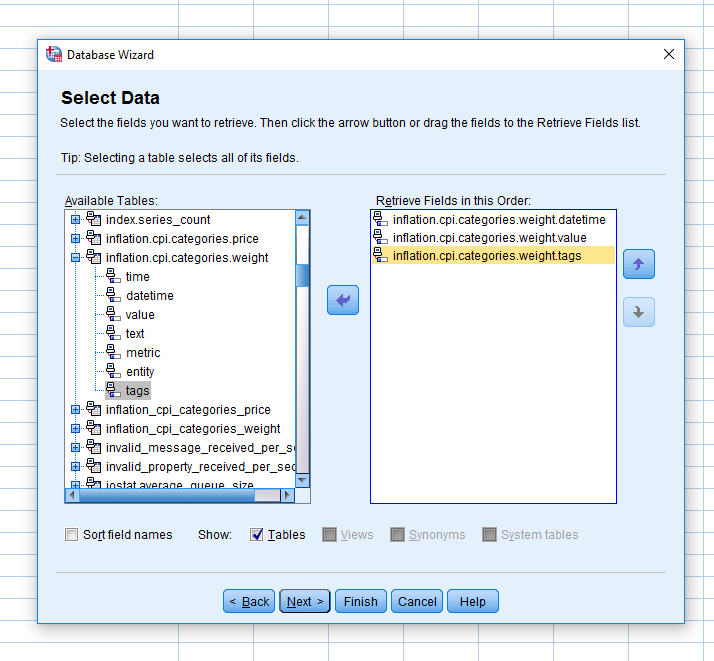 Database Wizard
Select Data
Select the fields you want to retrieve. Then click the arrow button or drag the fields to the Retrieve Fields list.
Tip: Selecting a table selects all of its fields.
Available Tables:
index.series_count
inflation.cpi.categories.price
inflation.cpi.categories.weight
time
datetime
value
text
metric
entity
tags
inflation_cpi_categories_price
inflation_cpi_categories_weight
invalid_message_received_per_se
invalid_property_received_per_sec
iostat.average_queue_size
Retrieve Fields in this Order:
inflation.cpi.categories.weight.datetime
inflation.cpi.categories.weight.value
inflation.cpi.categories.weight.tags
Sort field names Show: Tables Views Synonyms System tables
< Back Next > Finish Cancel Help